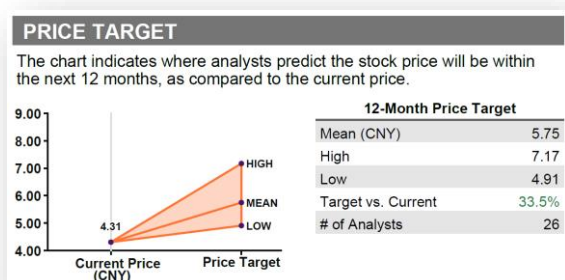 PRICE TARGET
The chart indicates where analysts predict the stock price will be within
the next 12 months, as compared to the current price.
9.00
8.00
7.00
6.00
5.00
4.00
4.31
HIGH
MEAN
LOW
Current Price
(CNY)
Price Target
12-Month Price Target
Mean (CNY) 5.75
High 7.17
Low 4.91
Target vs. Current 33.5%
# of Analysts 26